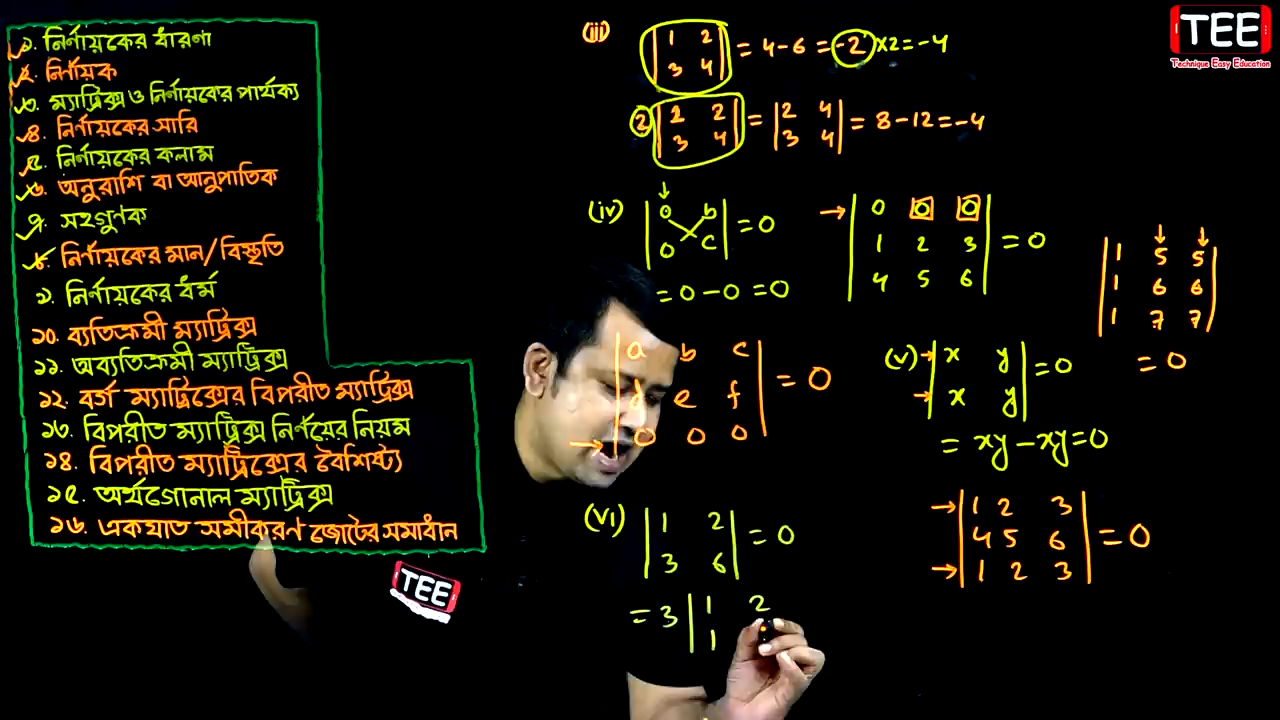 ১. নির্ণায়কের ধারণা
২. নির্ণায়ক
৩. ম্যাট্রিক্স ও নির্ণায়কের পার্থক্য
৪. নির্ণায়কের সারি
৫. নির্ণায়কের কলাম
৬. অনুরাশি বা আনুপাতিক
৭. সহগুণক
৮. নির্ণায়কের মান/বিস্তৃতি
৯. নির্ণায়কের ধর্ম
১০. ব্যতিক্রমী ম্যাট্রিক্স
১১. অব্যতিক্রমী ম্যাট্রিক্স
১২. বর্গ ম্যাট্রিক্সের বিপরীত ম্যাট্রিক্স
১৩. বিপরীত ম্যাট্রিক্স নির্ণয়ের নিয়ম
১৪. বিপরীত ম্যাট্রিক্সের বৈশিষ্ট্য
১৫. অর্থগোনাল ম্যাট্রিক্স
১৬. একঘাত সমীকরণ জোটের সমাধান
TEE
(iii)
|1 2| = 4-6 = -2 ×2 = -4
|3 4|
2 |2 2| = |2 4| = 8-12 = -4
|3 4| |3 4|
(iv)
|0 b| = 0
|0 c|
= 0-0 = 0
|0 0 0|
|1 2 3| = 0
|4 5 6|
|1 5 5|
|1 6 6|
|1 7 7|
= 0
|a b c|
|d e f| = 0
|0 0 0|
(v) |x y| = 0
|x y|
= xy-xy=0
|1 2 3|
|4 5 6| = 0
|1 2 3|
(VI) |1 2| = 0
|3 6|
= 3 |1 2
|1
TEE
Technique Easy Education